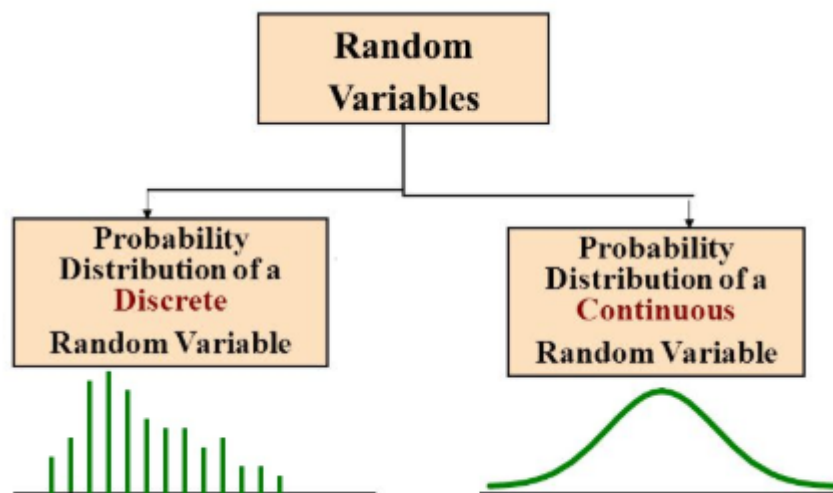 Random
Variables
Probability
Distribution of a
Discrete
Random Variable
Probability
Distribution of a
Continuous
Random Variable